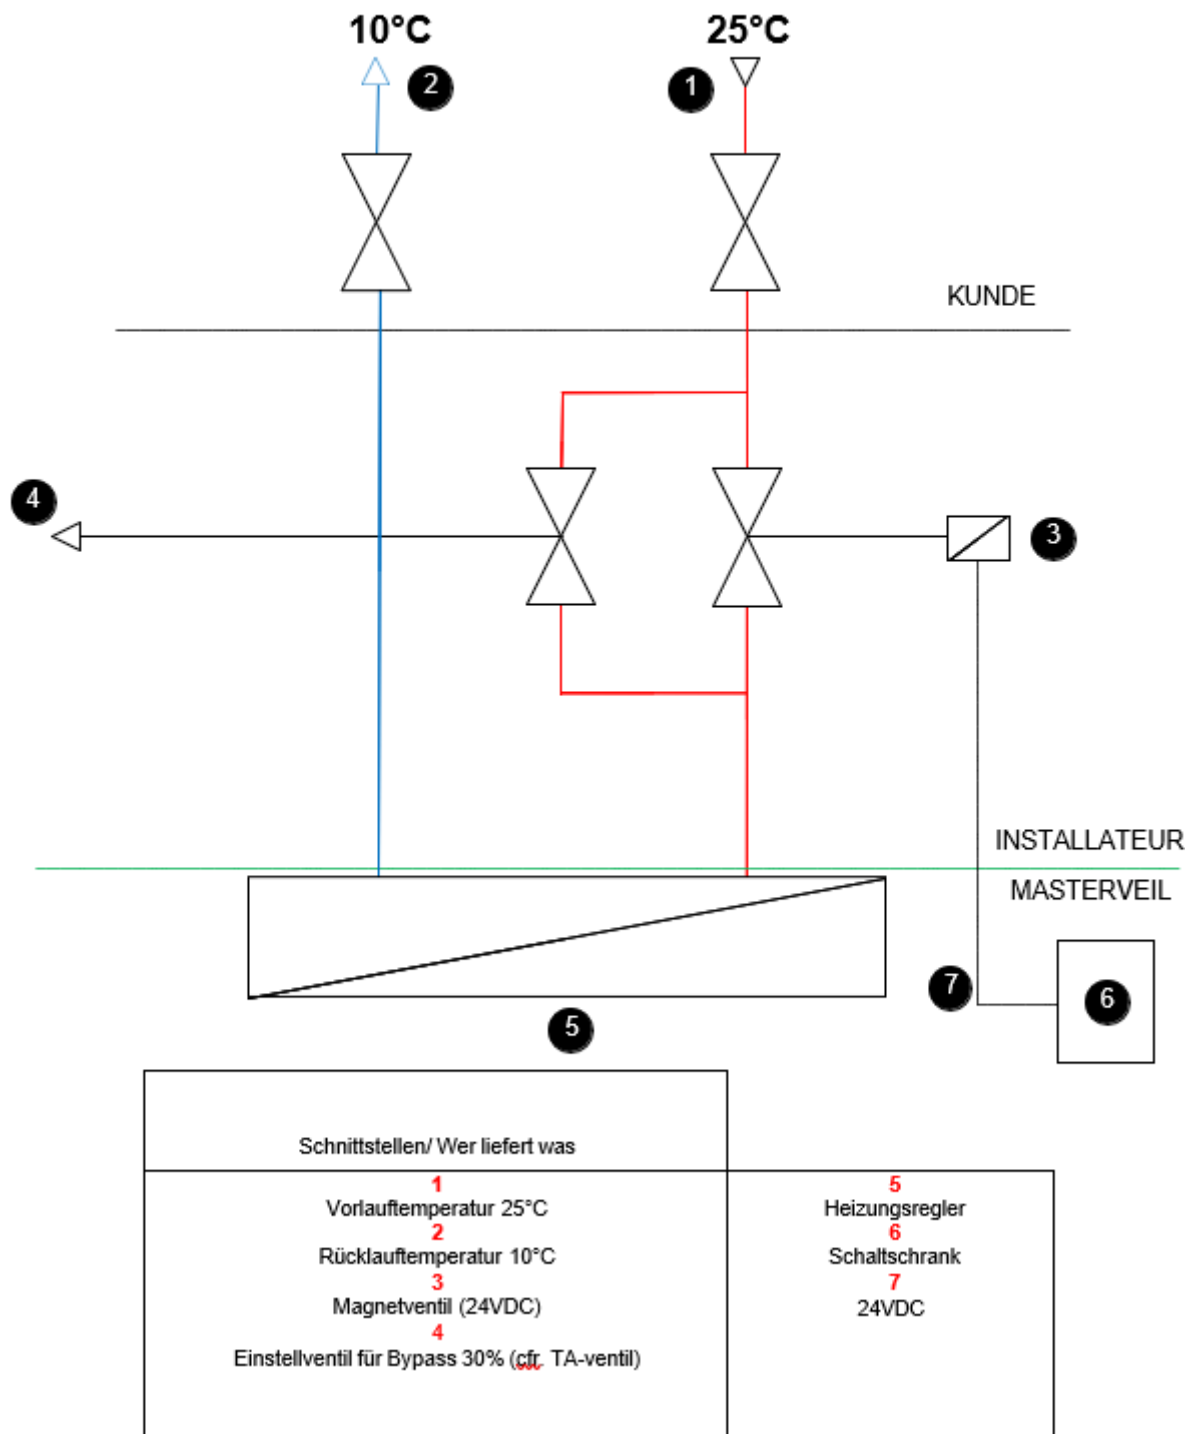 10°C
25°C
2
1
KUNDE
4
3
INSTALLATEUR
MASTERVEIL
7
6
5
Schnittstellen/ Wer liefert was
1
Vorlauftemperatur 25°C
2
Rücklauftemperatur 10°C
3
Magnetventil (24VDC)
4
Einstellventil für Bypass 30% (cfr. TA-ventil)
5
Heizungsregler
6
Schaltschrank
7
24VDC